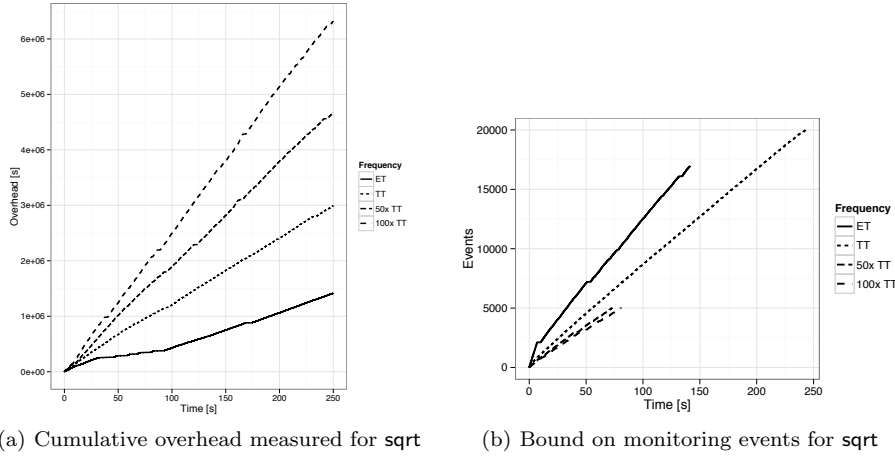 6e+06
5e+06
4e+06
3e+06
2e+06
1e+06
0e+00
Overhead [s]
0 50 100 150 200 250
Time [s]
Frequency
ET
TT
50x TT
100x TT
20000
15000
10000
5000
0
Events
0 50 100 150 200 250
Time [s]
Frequency
ET
TT
50x TT
100x TT
(a) Cumulative overhead measured for sqrt
(b) Bound on monitoring events for sqrt